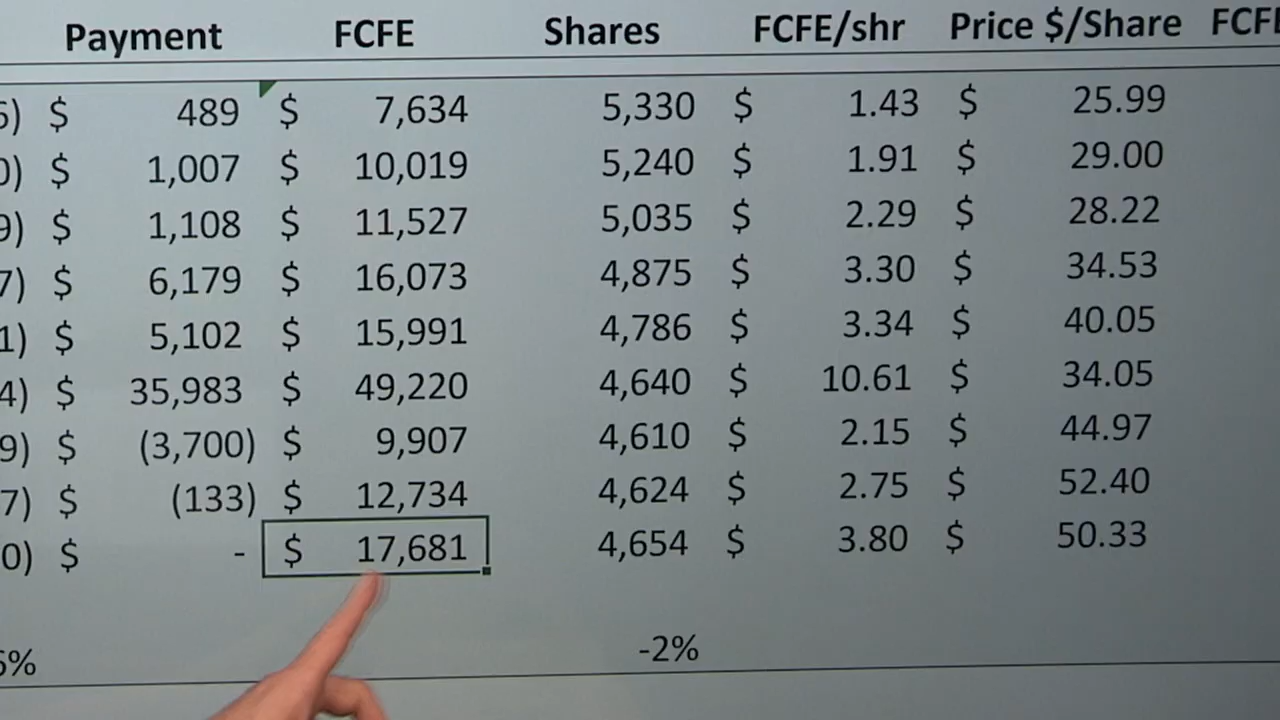 Payment FCFE Shares FCFE/shr Price $/Share FCFE
5) $ 489 $ 7,634 5,330 $ 1.43 $ 25.99
0) $ 1,007 $ 10,019 5,240 $ 1.91 $ 29.00
9) $ 1,108 $ 11,527 5,035 $ 2.29 $ 28.22
7) $ 6,179 $ 16,073 4,875 $ 3.30 $ 34.53
1) $ 5,102 $ 15,991 4,786 $ 3.34 $ 40.05
4) $ 35,983 $ 49,220 4,640 $ 10.61 $ 34.05
9) $ (3,700) $ 9,907 4,610 $ 2.15 $ 44.97
7) $ (133) $ 12,734 4,624 $ 2.75 $ 52.40
0) $ - $ 17,681 4,654 $ 3.80 $ 50.33
% -2%